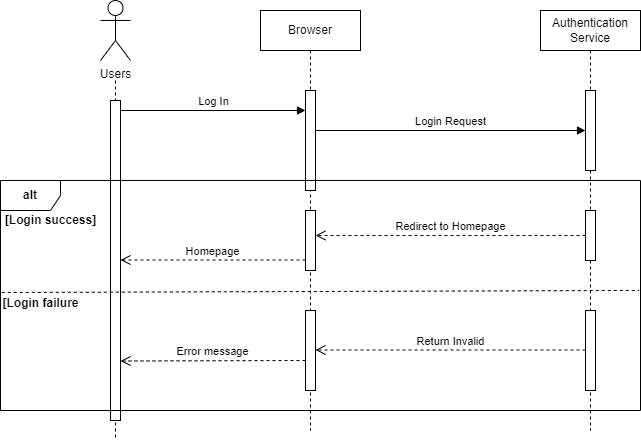 Users
Browser
Authentication
Service
Log In
Login Request
alt
[Login success]
Redirect to Homepage
Homepage
[Login failure
Return Invalid
Error message